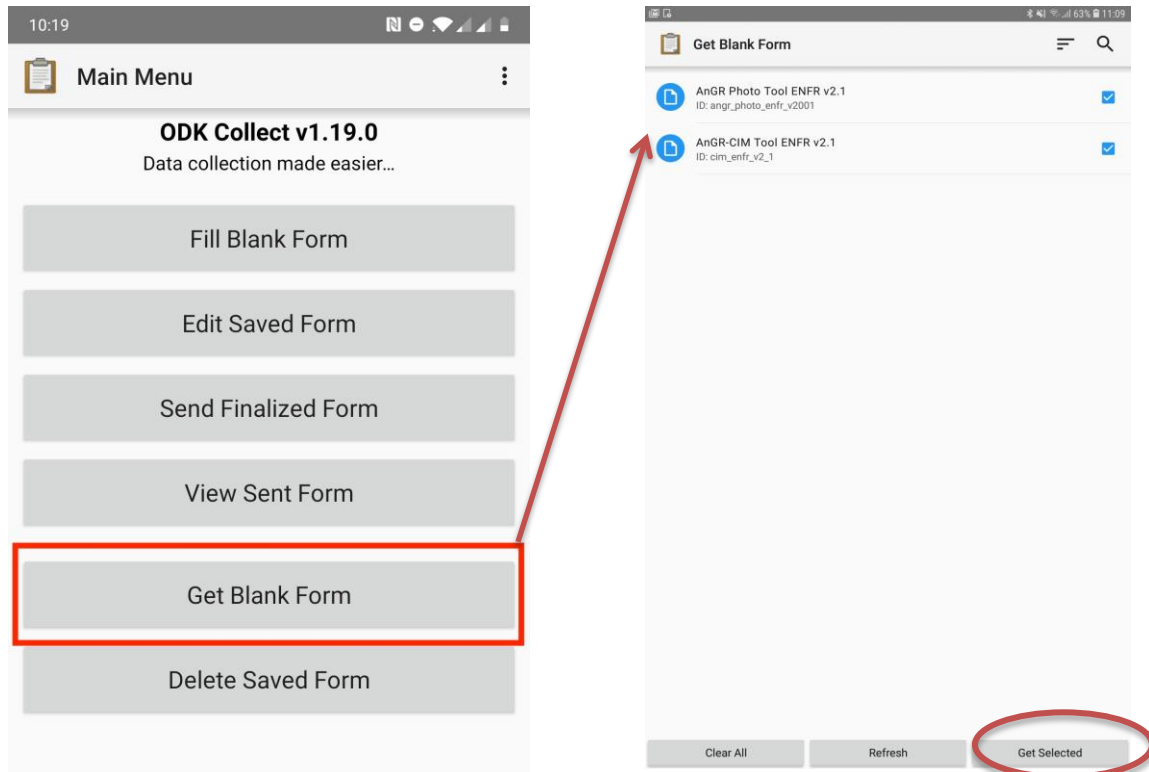 10:19
Main Menu
ODK Collect v1.19.0
Data collection made easier...
Fill Blank Form
Edit Saved Form
Send Finalized Form
View Sent Form
Get Blank Form
Delete Saved Form
63% 11:09
Get Blank Form
AnGR Photo Tool ENFR v2.1
ID: angr_photo_enfr_v2001
AnGR-CIM Tool ENFR v2.1
ID: cim_enfr_v2_1
Clear All
Refresh
Get Selected